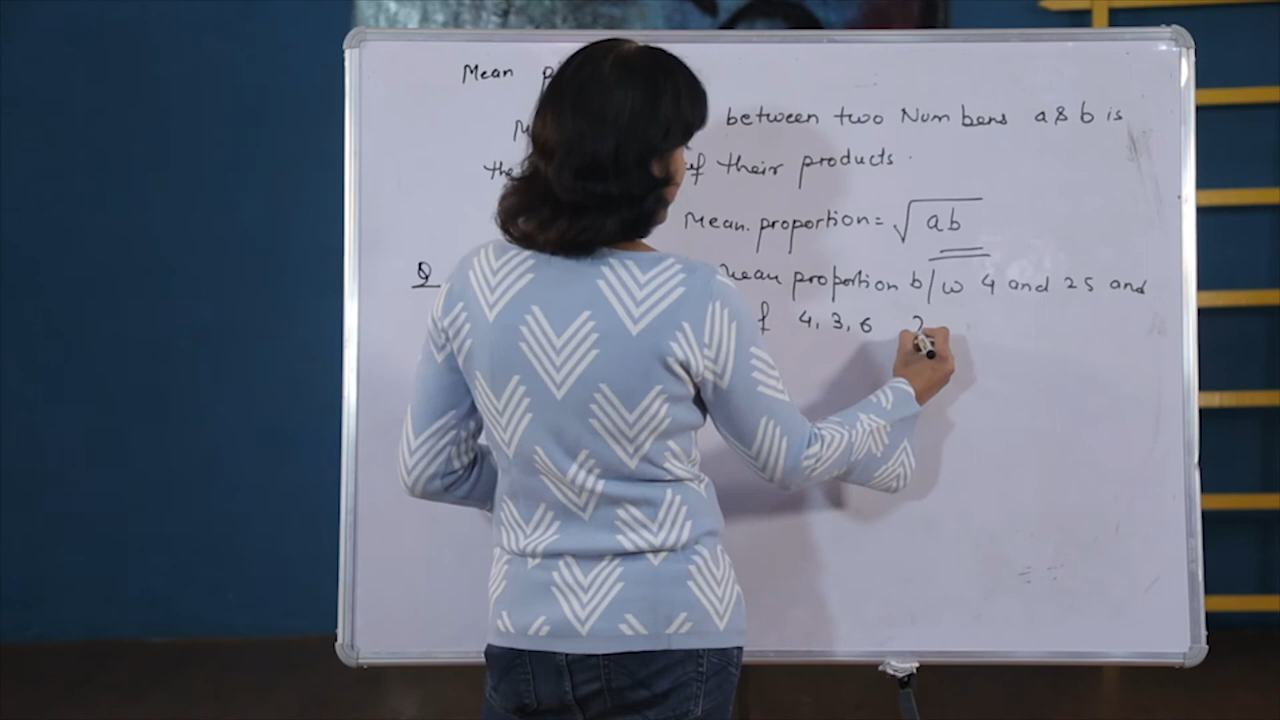 Mean
between two Numbers a & b is
the of their products.
Mean. proportion = √ab
Q Mean proportion b/w 4 and 25 and
f 4, 3, 6 ?